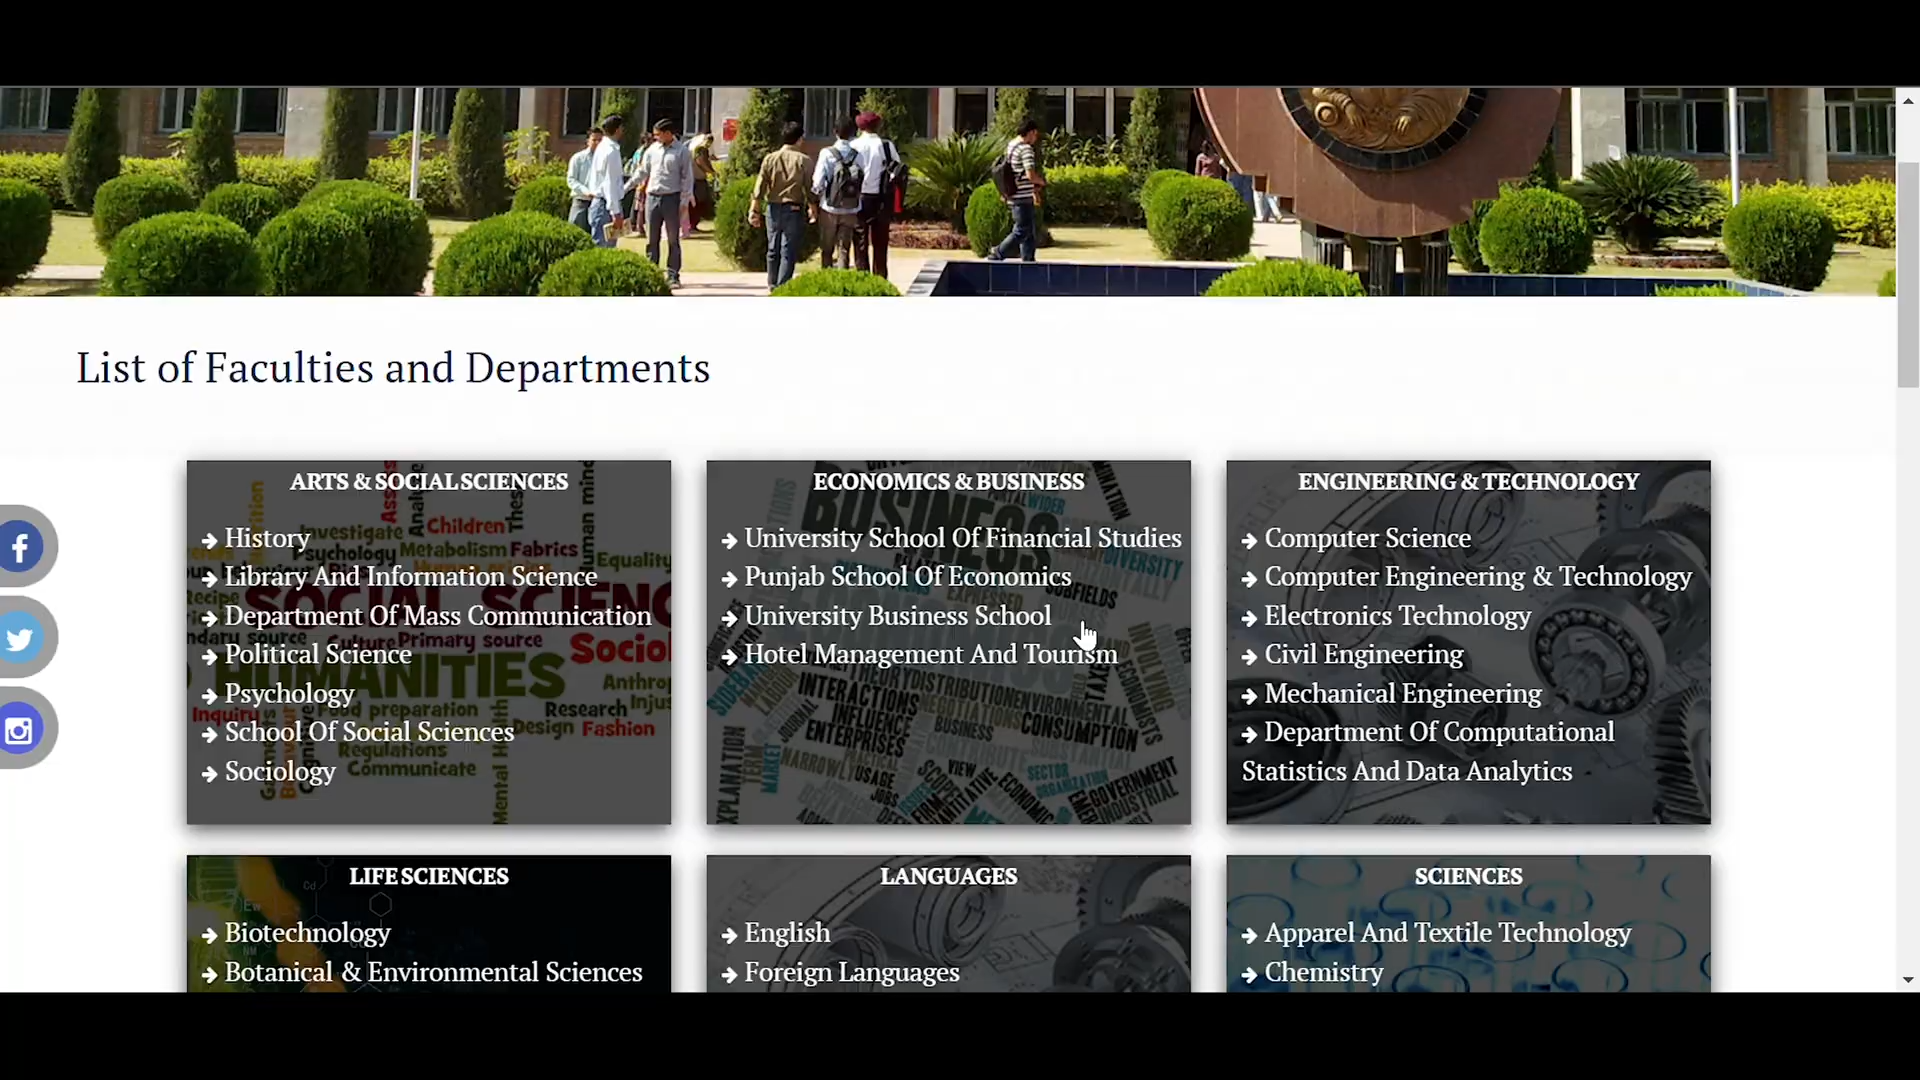 List of Faculties and Departments
ARTS & SOCIAL SCIENCES
History
Library And Information Science
Department Of Mass Communication
Political Science
Psychology
School Of Social Sciences
Sociology
ECONOMICS & BUSINESS
University School Of Financial Studies
Punjab School Of Economics
University Business School
Hotel Management And Tourism
ENGINEERING & TECHNOLOGY
Computer Science
Computer Engineering & Technology
Electronics Technology
Civil Engineering
Mechanical Engineering
Department Of Computational
Statistics And Data Analytics
LIFE SCIENCES
Biotechnology
Botanical & Environmental Sciences
LANGUAGES
English
Foreign Languages
SCIENCES
Apparel And Textile Technology
Chemistry